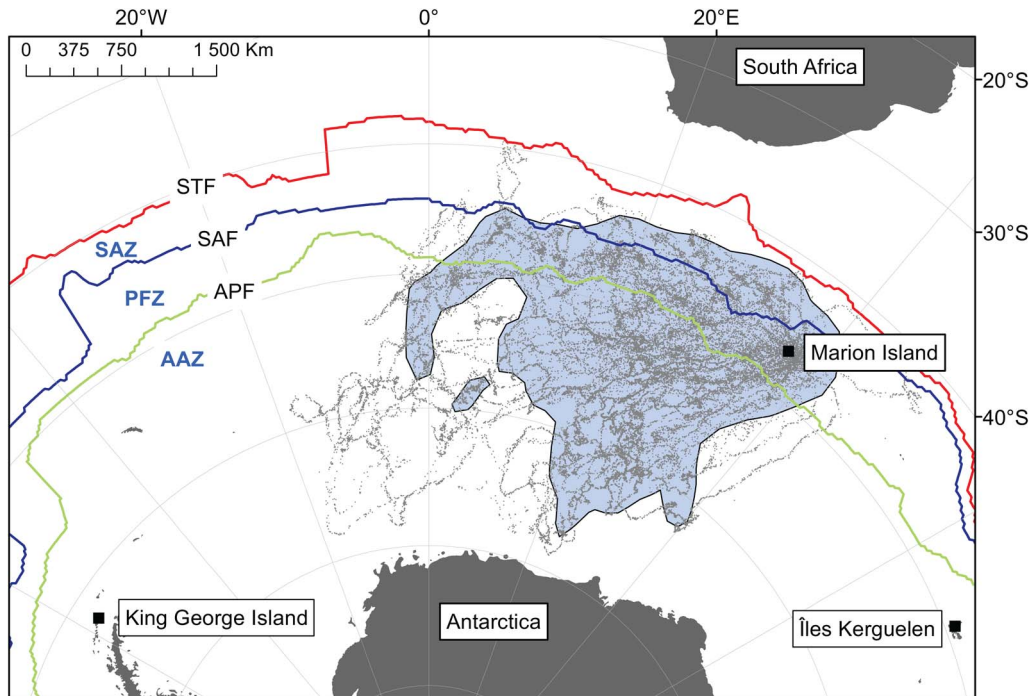 20°W 0° 20°E
0 375 750 1 500 Km
South Africa
20°S
STF
SAF
SAZ
30°S
APF
PFZ
AAZ
Marion Island
40°S
King George Island
Antarctica
Îles Kerguelen